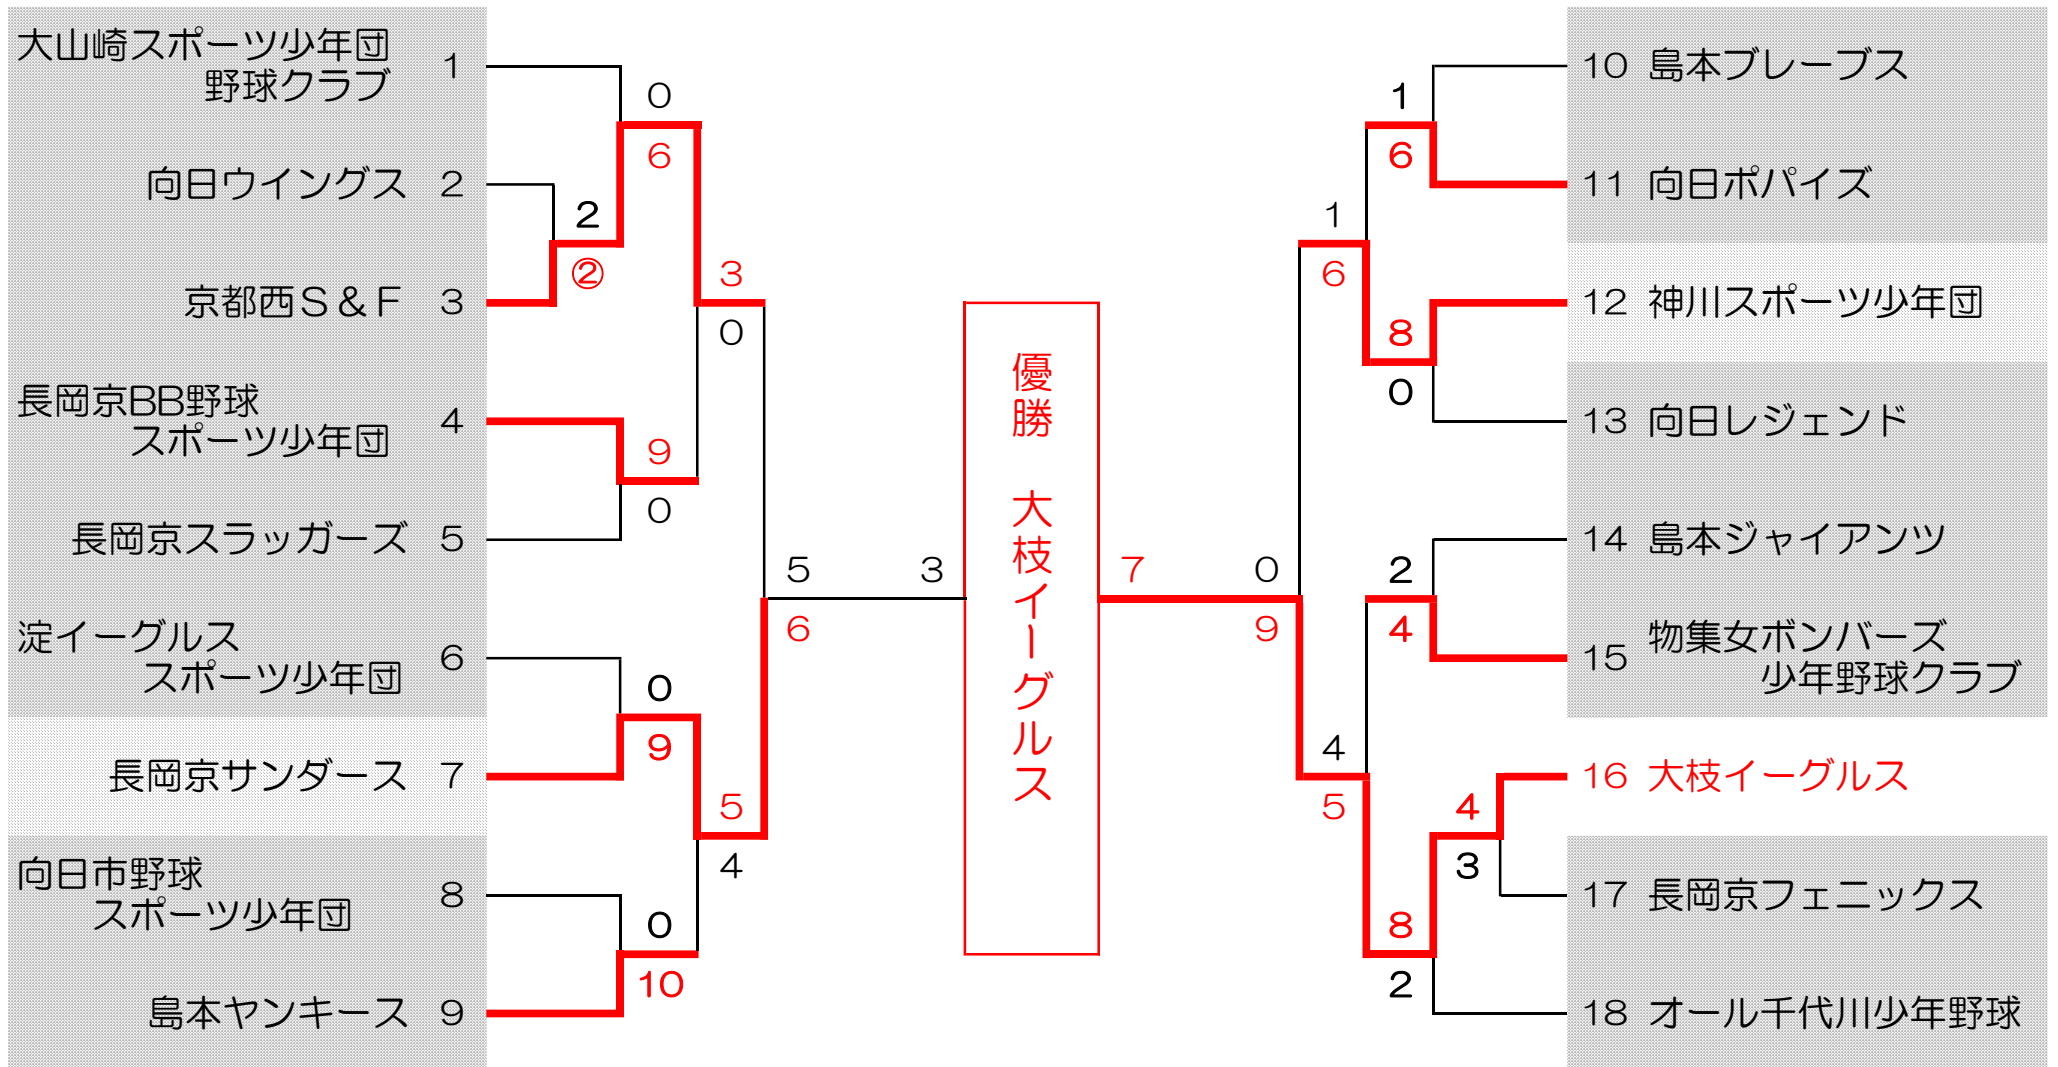 大山崎スポーツ少年団
野球クラブ 1
向日ウイングス 2
京都西S&F 3
長岡京BB野球
スポーツ少年団 4
長岡京スラッガーズ 5
淀イーグルス
スポーツ少年団 6
長岡京サンダース 7
向日市野球
スポーツ少年団 8
島本ヤンキース 9
0
6
2
②
3
0
9
0
5
6
0
9
5
4
0
10
3
優勝 大枝イーグルス
7
1
6
1
6
8
0
0
9
2
4
4
5
4
3
8
2
10 島本ブレーブス
11 向日ポパイズ
12 神川スポーツ少年団
13 向日レジェンド
14 島本ジャイアンツ
15 物集女ボンバーズ
少年野球クラブ
16 大枝イーグルス
17 長岡京フェニックス
18 オール千代川少年野球